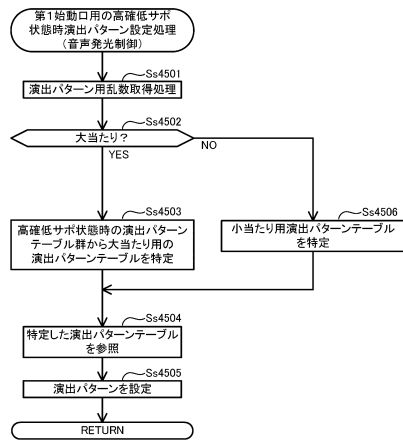 第1始動口用の高確低サポ
状態時演出パターン設定処理
(音声発光制御)
Ss4501
演出パターン用乱数取得処理
Ss4502
大当たり?
NO
YES
Ss4503
高確低サポ状態時の演出パターン
テーブル群から大当たり用の
演出パターンテーブルを特定
Ss4506
小当たり用演出パターンテーブル
を特定
Ss4504
特定した演出パターンテーブル
を参照
Ss4505
演出パターンを設定
RETURN